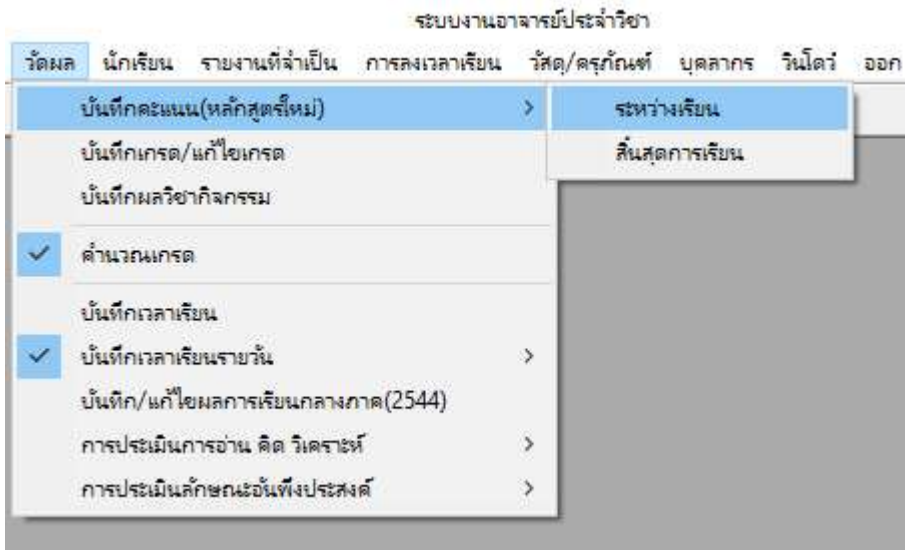 ระบบงานอาจารย์ประจำวิชา
วัดผล นักเรียน รายงานที่จำเป็น การลงเวลาเรียน วัสดุ/ครุภัณฑ์ บุคลากร วินโดว์ ออก
บันทึกคะแนน(หลักสูตรใหม่) ระหว่างเรียน
บันทึกเกรด/แก้ไขเกรด สิ้นสุดการเรียน
บันทึกผลวิชากิจกรรม
คำนวณเกรด
บันทึกเวลาเรียน
บันทึกเวลาเรียนรายวัน
บันทึก/แก้ไขผลการเรียนกลางภาค(2544)
การประเมินการอ่าน คิด วิเคราะห์
การประเมินลักษณะอันพึงประสงค์